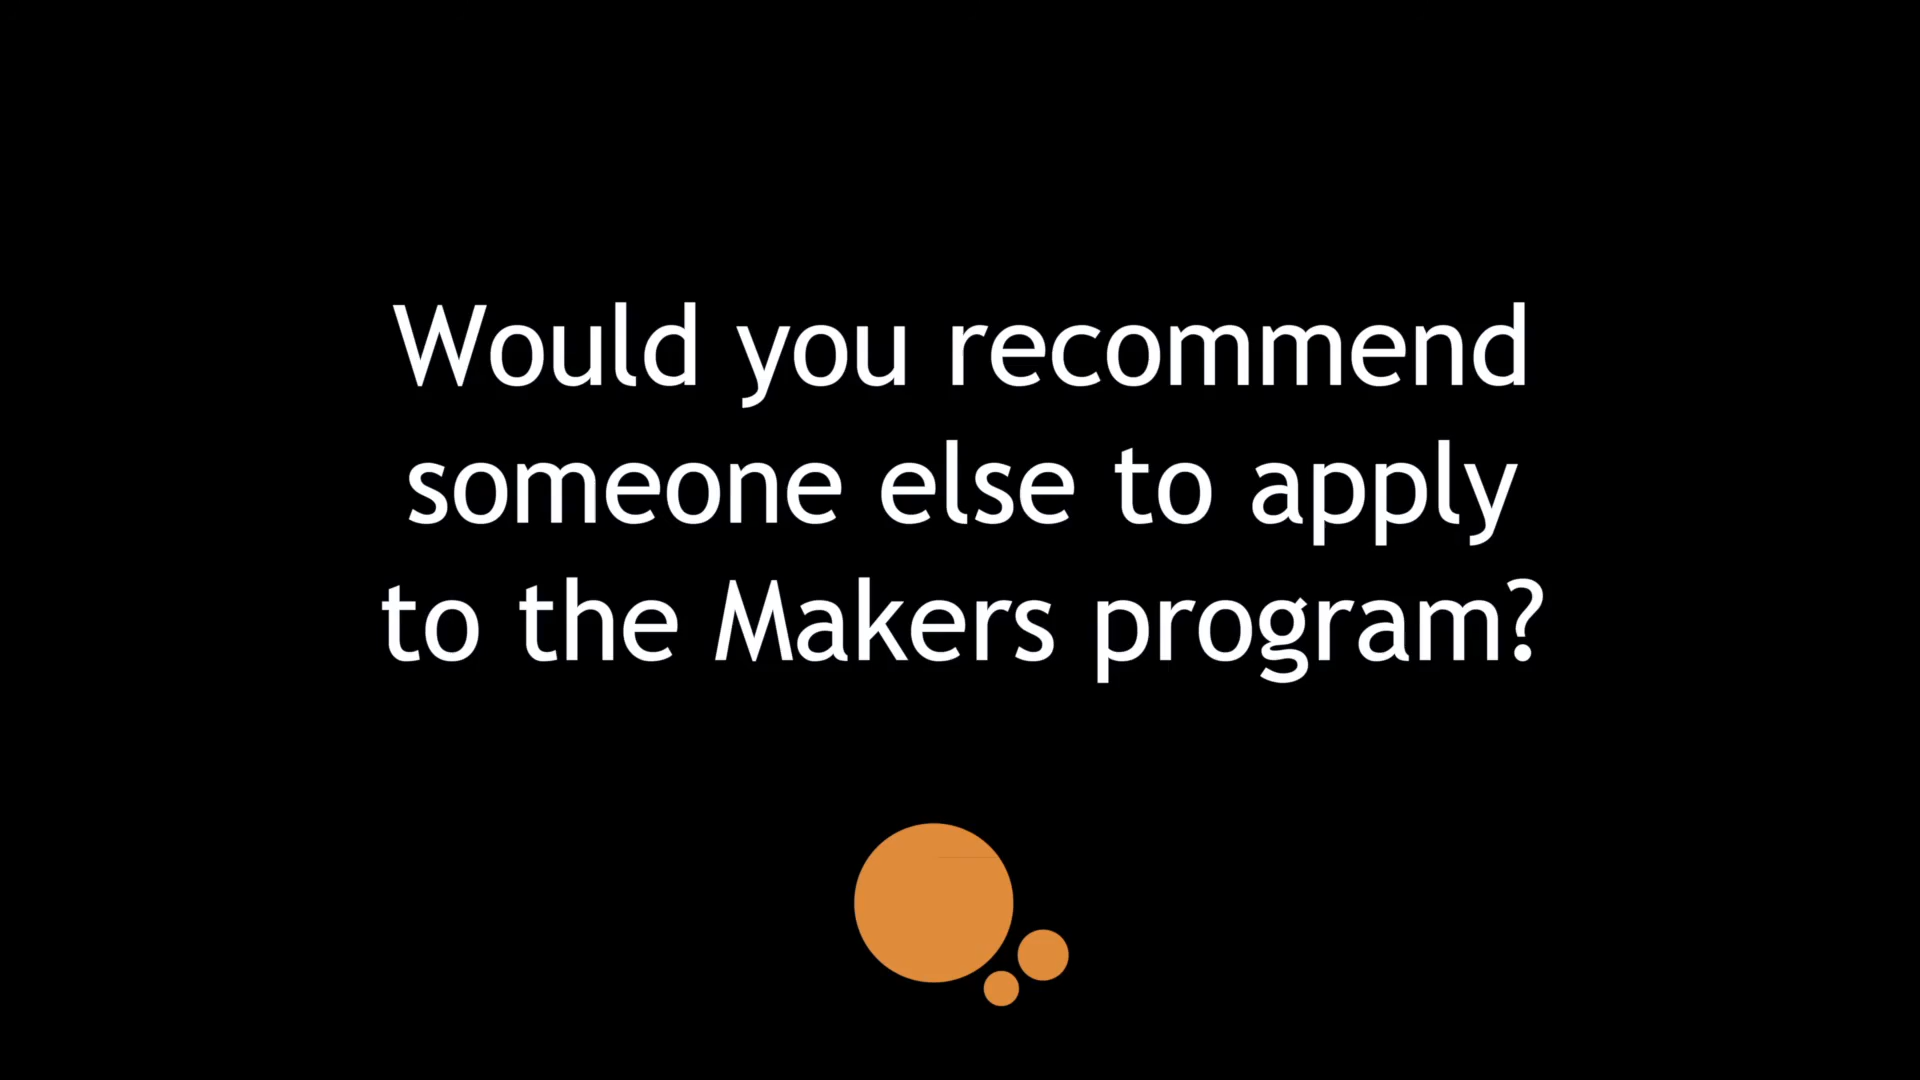 Would you recommend
someone else to apply
to the Makers program?